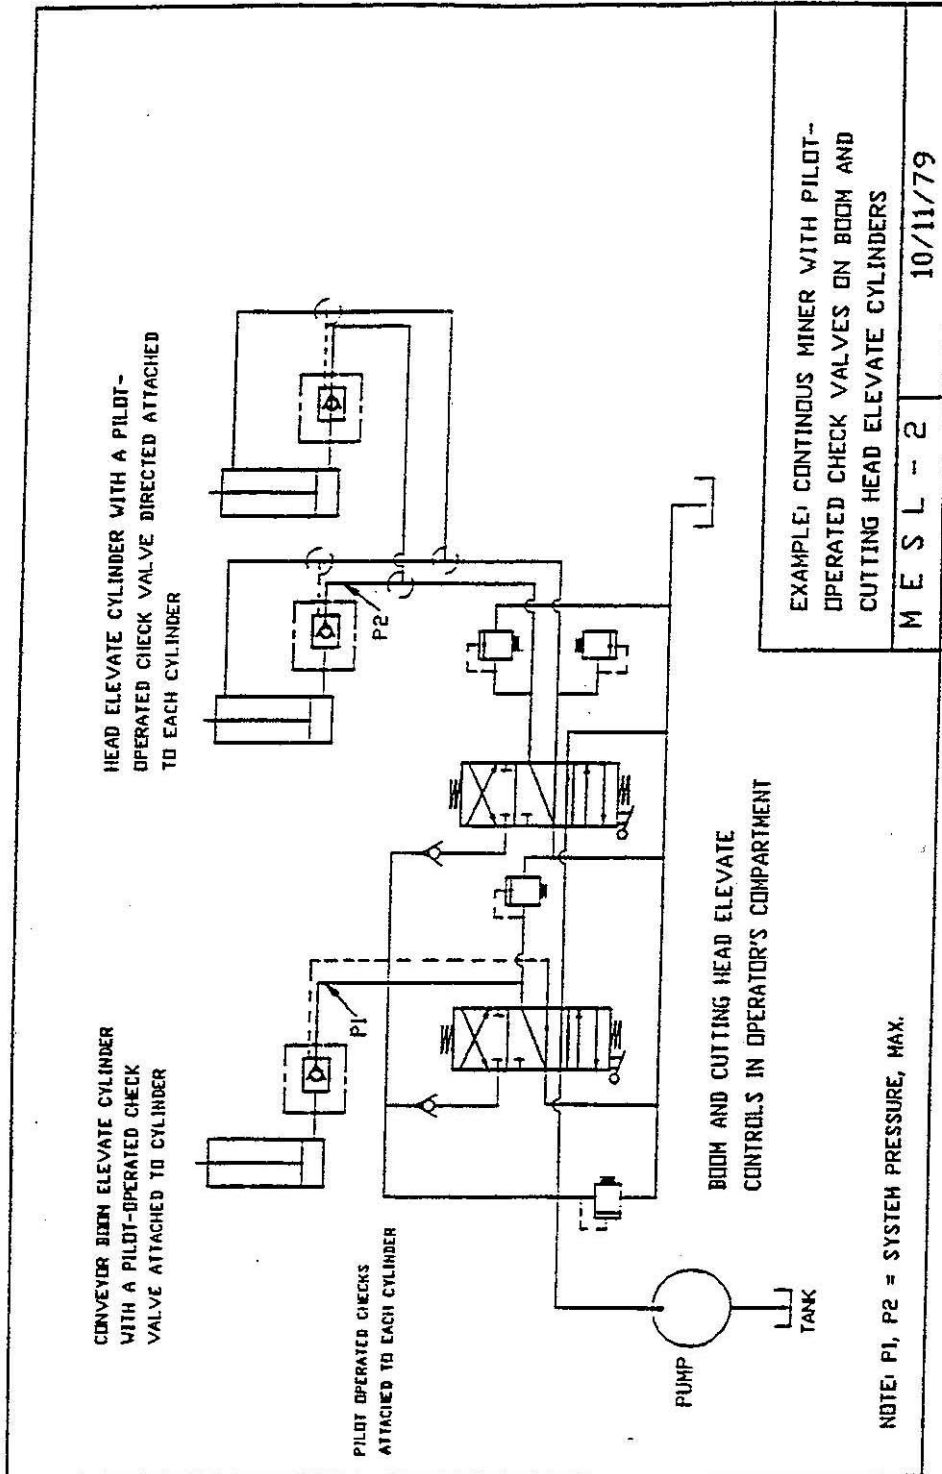 CONVEYOR BOOM ELEVATE CYLINDER
WITH A PILOT-OPERATED CHECK
VALVE ATTACHED TO CYLINDER
HEAD ELEVATE CYLINDER WITH A PILOT-
OPERATED CHECK VALVE DIRECTED ATTACHED
TO EACH CYLINDER
PILOT OPERATED CHECKS
ATTACHED TO EACH CYLINDER
P1
P2
PUMP
TANK
BOOM AND CUTTING HEAD ELEVATE
CONTROLS IN OPERATOR'S COMPARTMENT
NOTE: P1, P2 = SYSTEM PRESSURE, MAX.
EXAMPLE: CONTINOUS MINER WITH PILOT-
OPERATED CHECK VALVES ON BOOM AND
CUTTING HEAD ELEVATE CYLINDERS
M E S L - 2
10/11/79